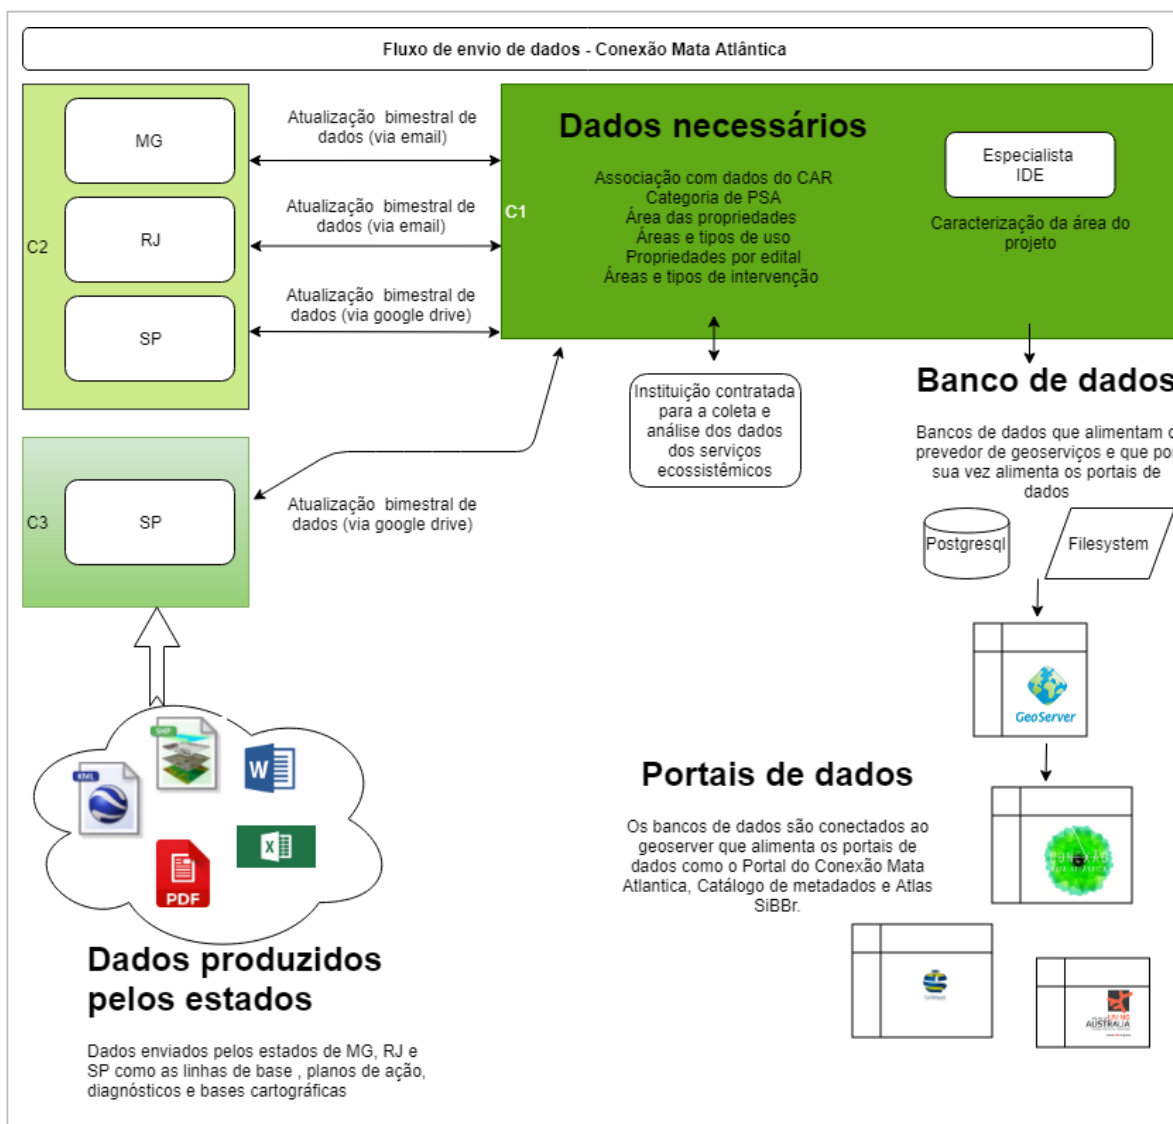 Fluxo de envio de dados - Conexão Mata Atlântica
C2
MG
RJ
SP
Atualização bimestral de
dados (via email)
Atualização bimestral de
dados (via email)
Atualização bimestral de
dados (via google drive)
C1
Dados necessários
Associação com dados do CAR
Categoria de PSA
Área das propriedades
Áreas e tipos de uso
Propriedades por edital
Áreas e tipos de intervenção
Especialista
IDE
Caracterização da área do
projeto
Instituição contratada
para a coleta e
análise dos dados
dos serviços
ecossistêmicos
C3
SP
Atualização bimestral de
dados (via google drive)
Banco de dados
Bancos de dados que alimentam o
prevedor de geoserviços e que por
sua vez alimenta os portais de
dados
Postgresql
Filesystem
GeoServer
KML
SHP
W
X
PDF
Dados produzidos
pelos estados
Dados enviados pelos estados de MG, RJ e
SP como as linhas de base , planos de ação,
diagnósticos e bases cartográficas
Portais de dados
Os bancos de dados são conectados ao
geoserver que alimenta os portais de
dados como o Portal do Conexão Mata
Atlantica, Catálogo de metadados e Atlas
SiBBr.
CONEXÃO
MATA ATLÂNTICA
LIVING
AUSTRALIA